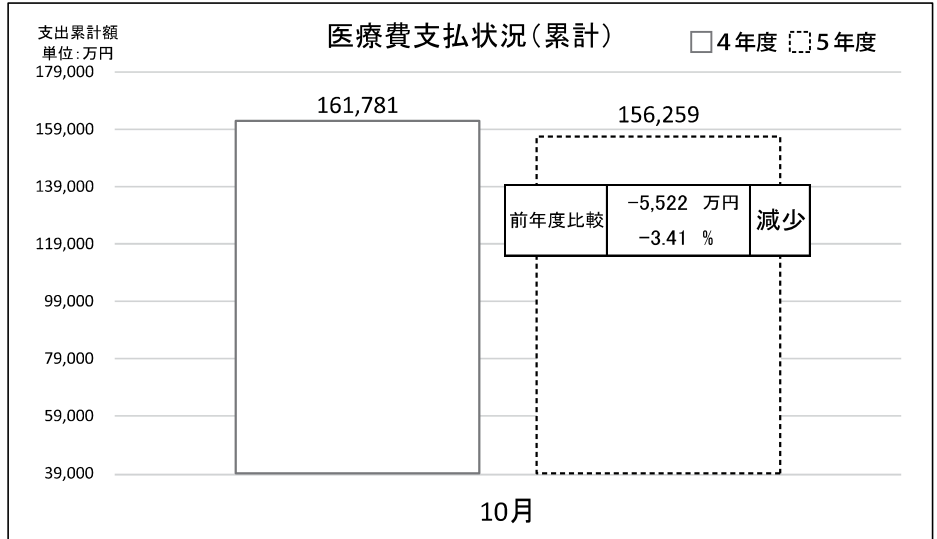 支出累計額
単位:万円
医療費支払状況(累計)
4年度 5年度
179,000
159,000
139,000
119,000
99,000
79,000
59,000
39,000
161,781
156,259
前年度比較
-5,522 万円
-3.41 %
減少
10月